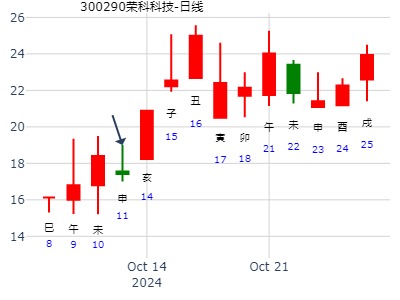 300290荣科科技-日线
26
24
22
20
18
16
14
巳
8
午
9
未
10
申
11
亥
14
子
15
丑
16
寅
17
卯
18
午
21
未
22
申
23
酉
24
戌
25
Oct 14
2024
Oct 21